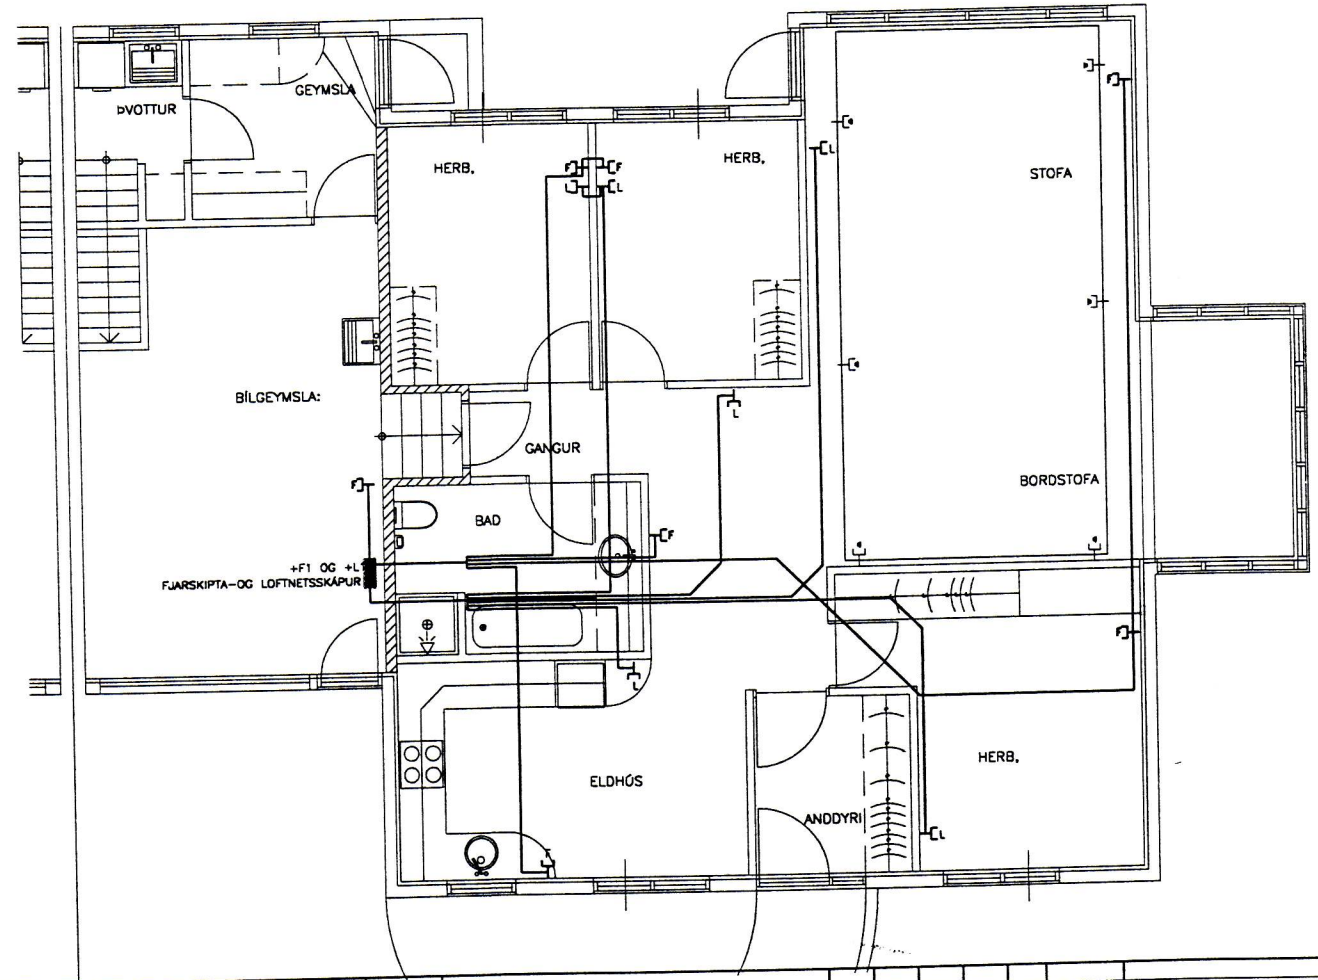 GEYMSLA
ÞVOTTUR
F
L
HERB.
HERB.
STOFA
F F
L L
BÍLGEYMSLA:
L
GANGUR
BORDSTOFA
F
BAD
F
+F1 OG +L1
FJARSKIPTA-OG LOFTNETSSKÁPUR
F
L
HERB.
ELDHÚS
ANDDYRI
L
F